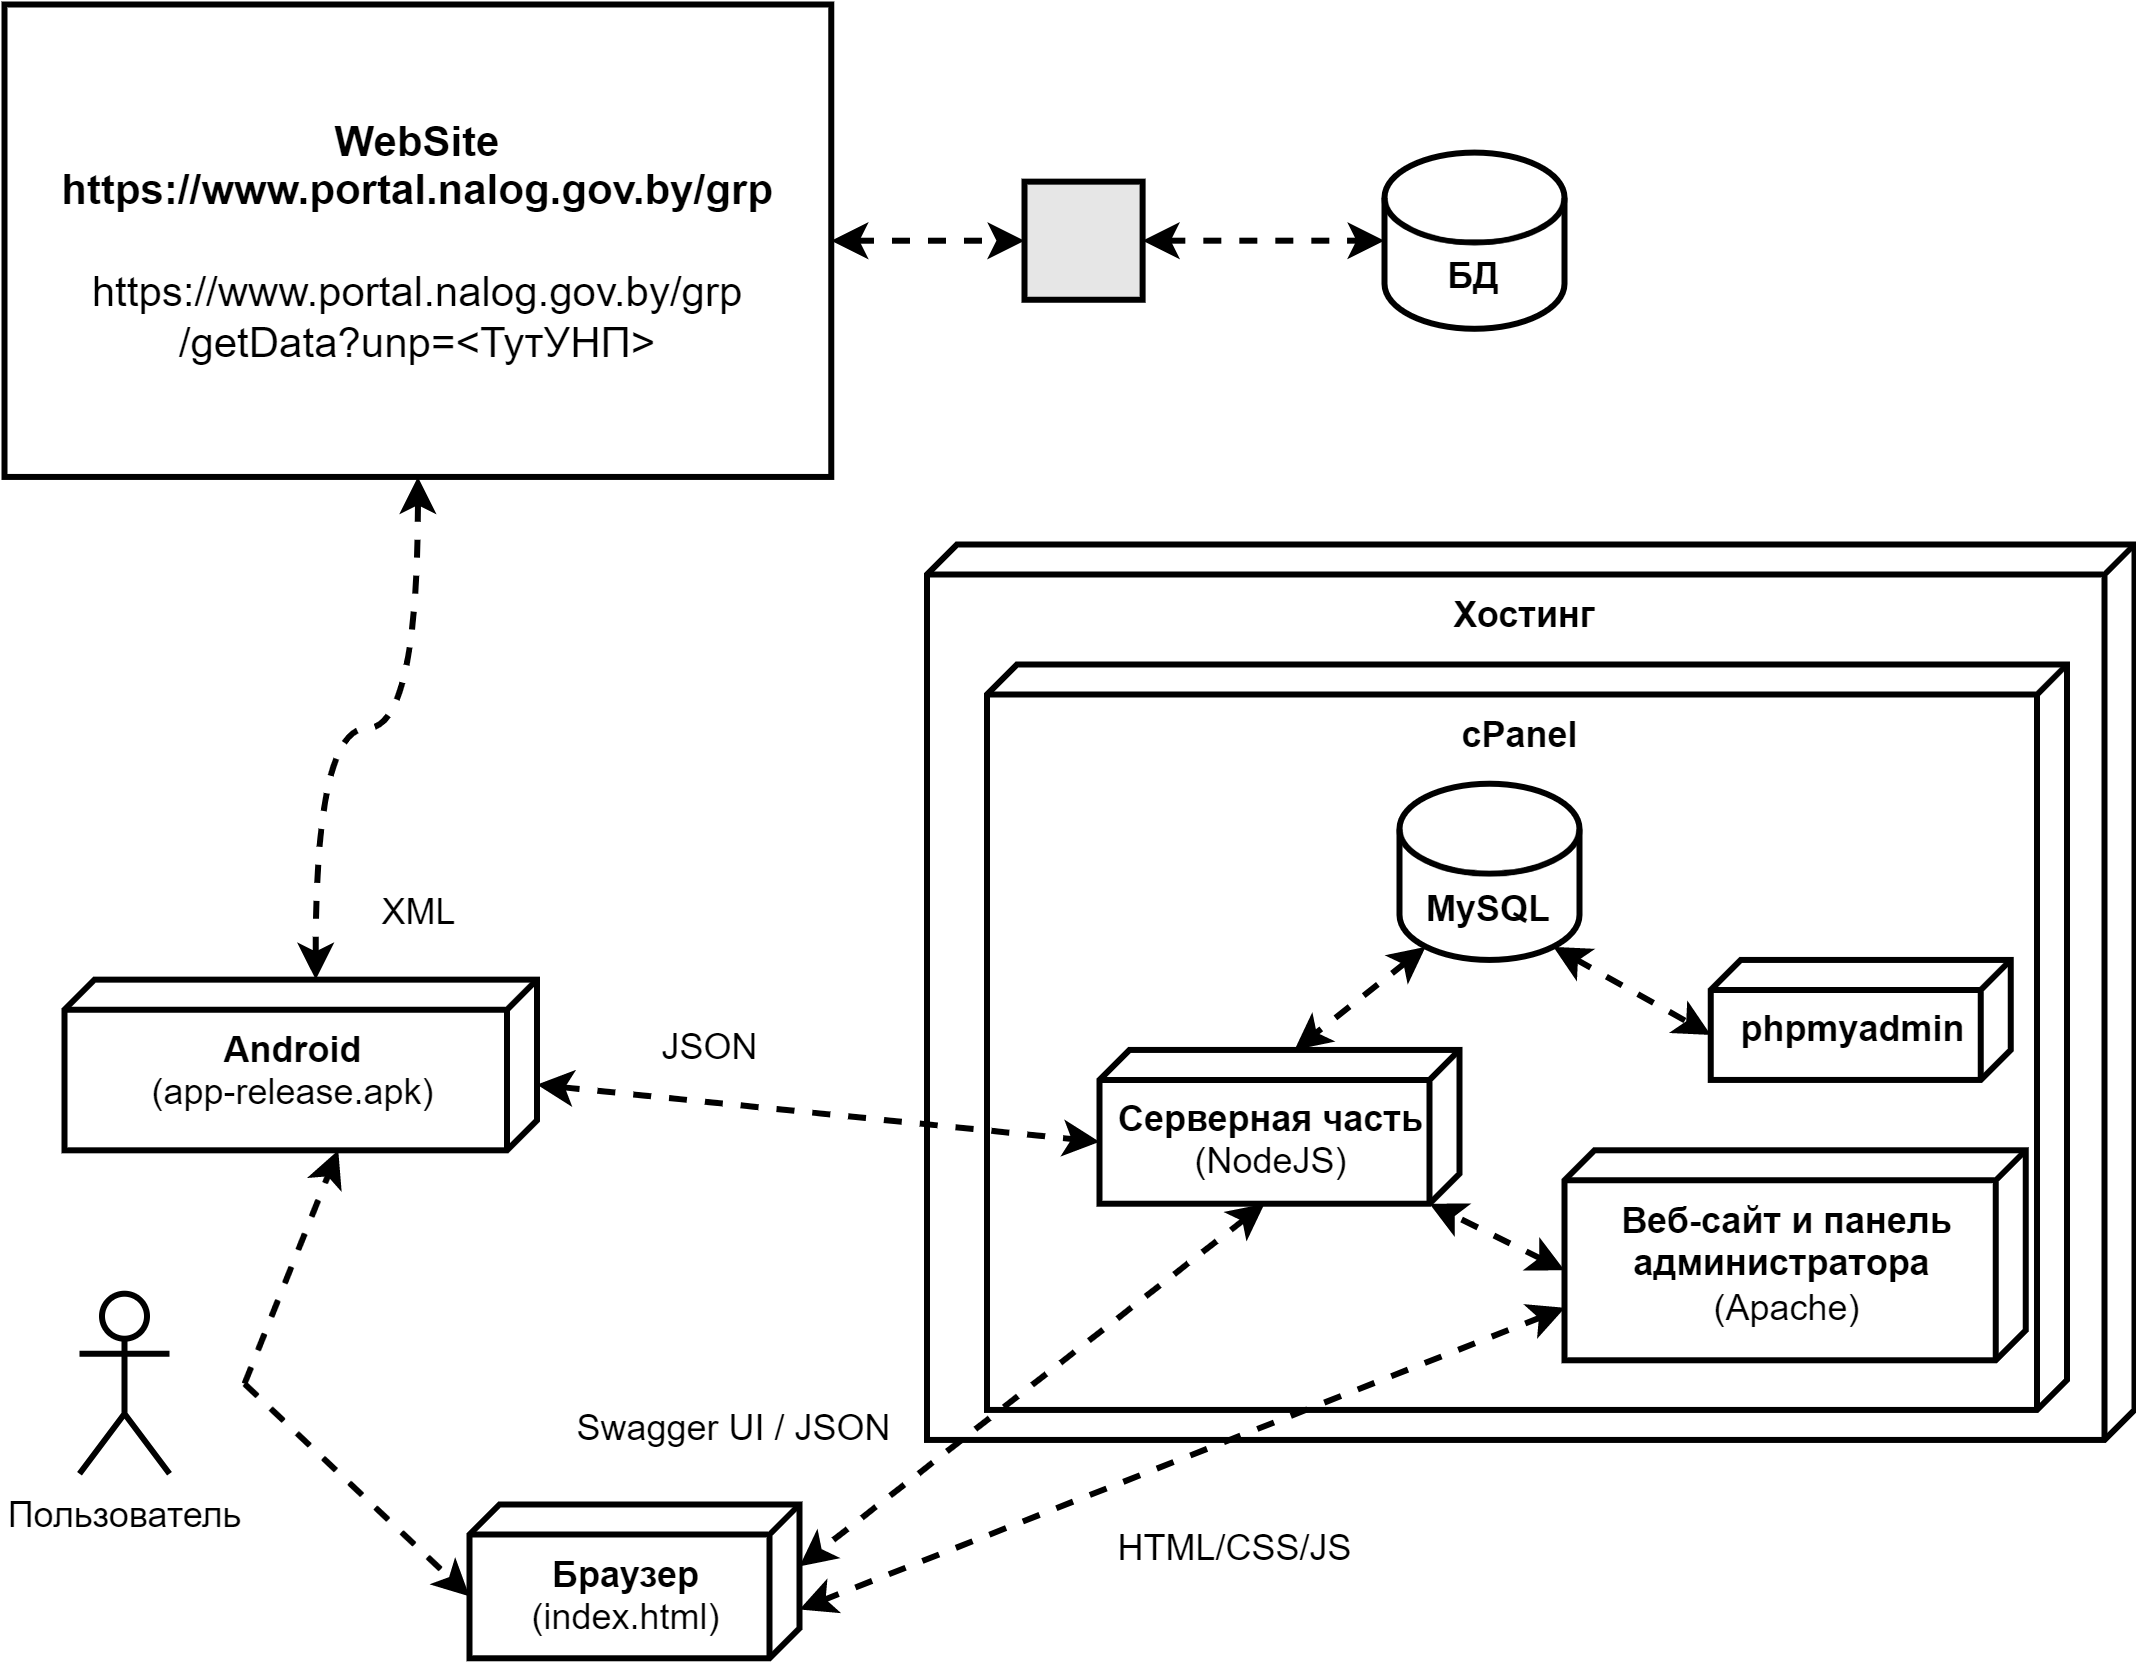 WebSite
https://www.portal.nalog.gov.by/grp
https://www.portal.nalog.gov.by/grp
/getData?unp=<ТутУНП>
БД
Хостинг
cPanel
MySQL
XML
phpmyadmin
Android
(app-release.apk)
JSON
Серверная часть
(NodeJS)
Веб-сайт и панель
администратора
(Apache)
Swagger UI / JSON
Пользователь
HTML/CSS/JS
Браузер
(index.html)